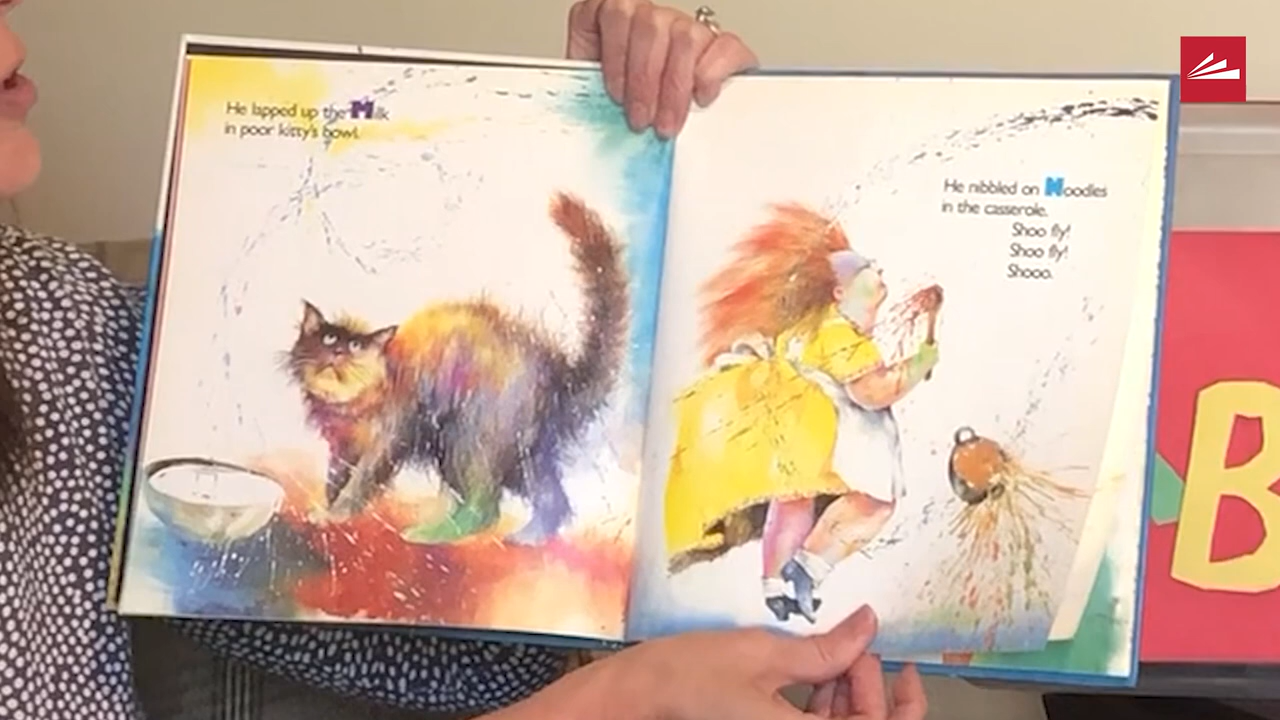 He lapped up the Milk
in poor kitty's bowl.
He nibbled on Noodles
in the casserole.
Shoo fly!
Shoo fly!
Shooo.
B